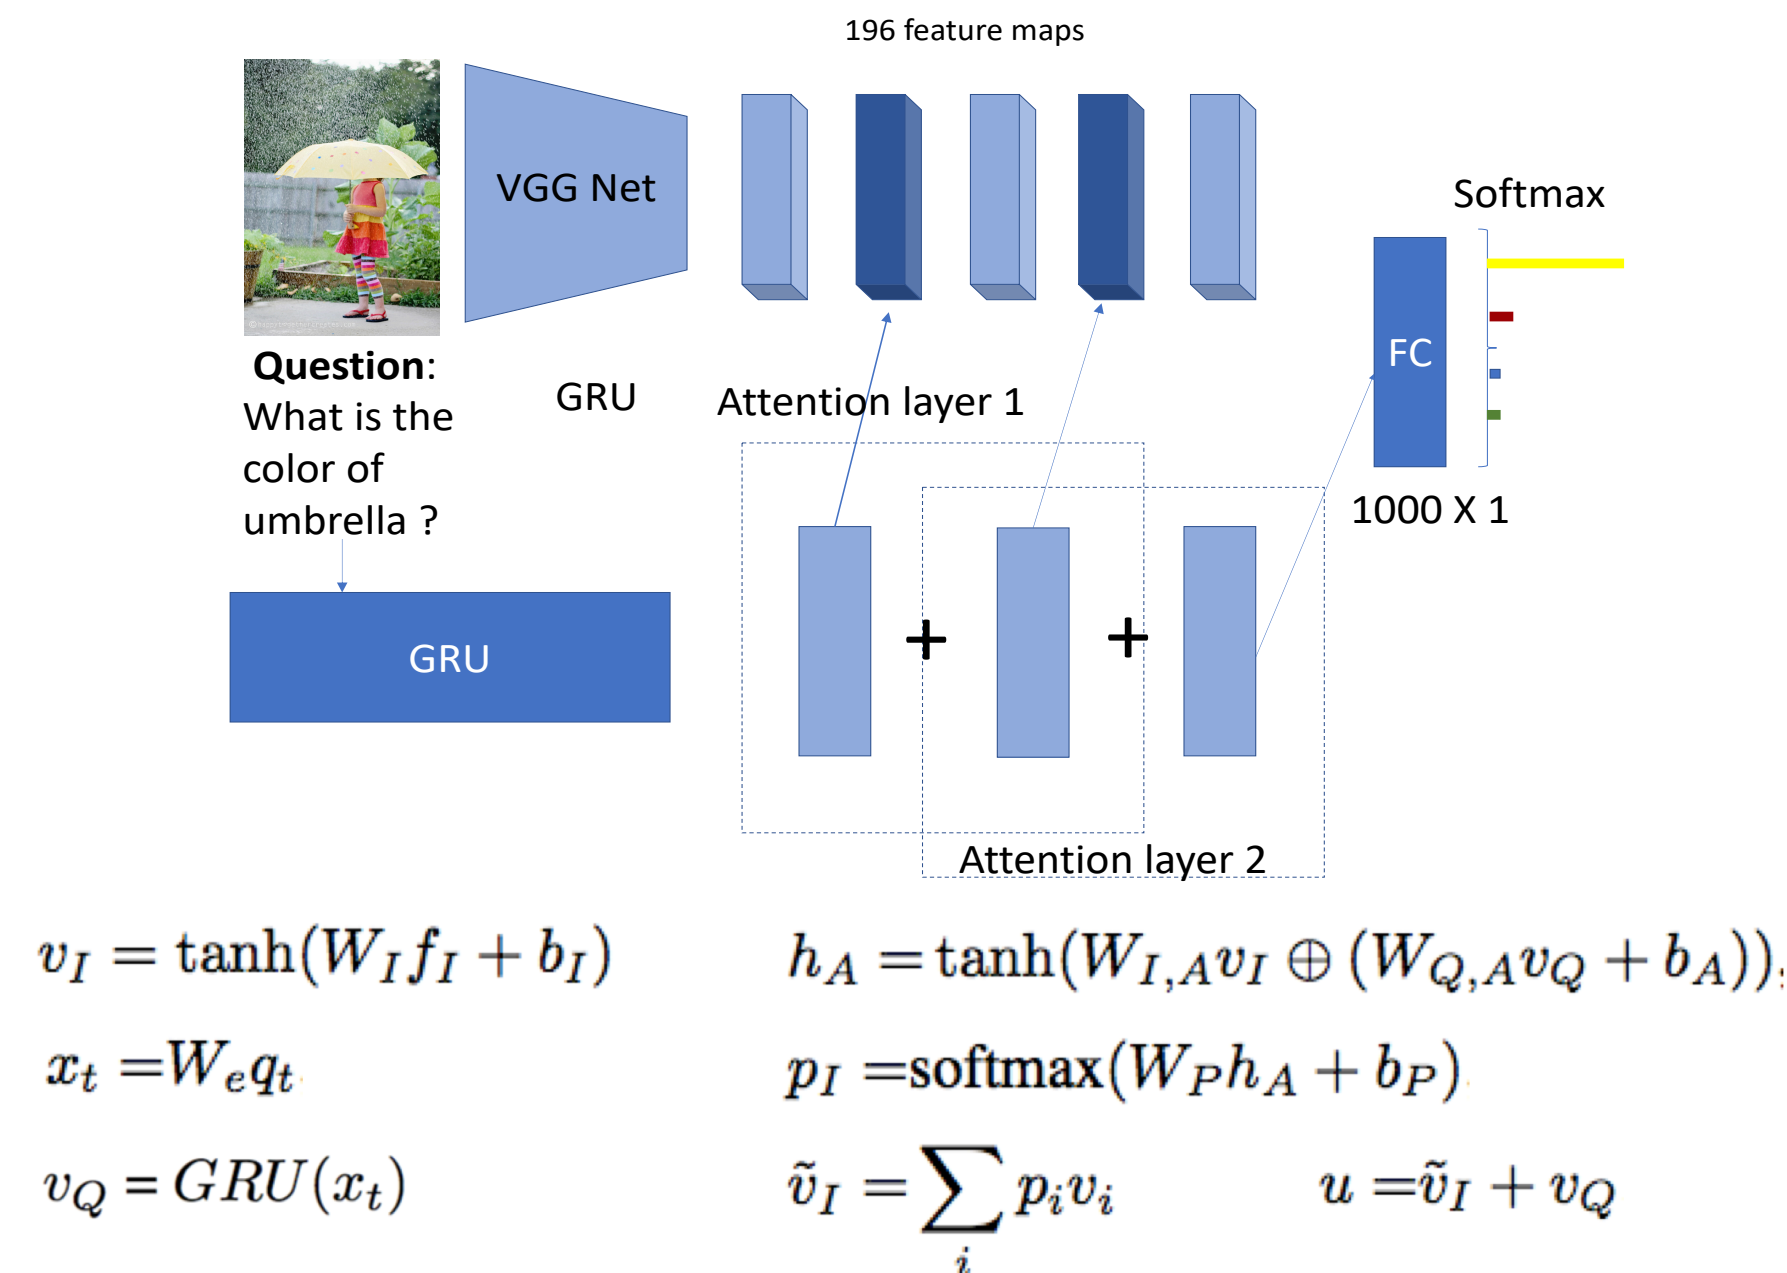 196 feature maps
VGG Net
Softmax
Question:
What is the
color of
umbrella ?
GRU
Attention layer 1
FC
1000 X 1
GRU
+
+
Attention layer 2
v_I = tanh(W_I f_I + b_I)
h_A = tanh(W_{I,A} v_I ⊕ (W_{Q,A} v_Q + b_A)),
x_t = W_e q_t
p_I = softmax(W_P h_A + b_P)
v_Q = GRU(x_t)
ṽ_I = ∑_i p_i v_i
u = ṽ_I + v_Q